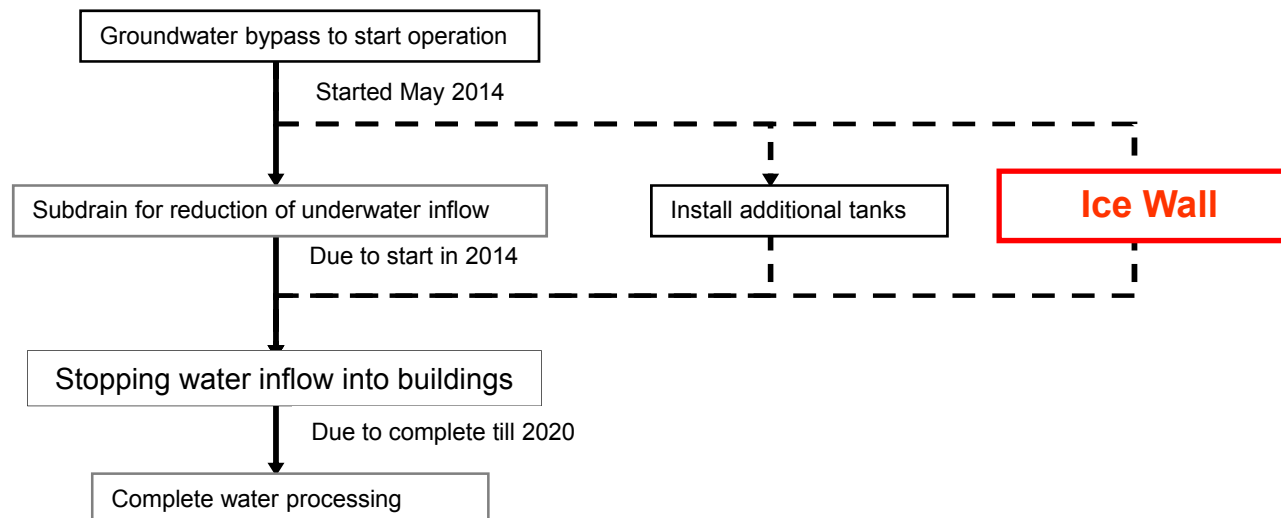 Groundwater bypass to start operation
Started May 2014
Subdrain for reduction of underwater inflow
Install additional tanks
Ice Wall
Due to start in 2014
Stopping water inflow into buildings
Due to complete till 2020
Complete water processing